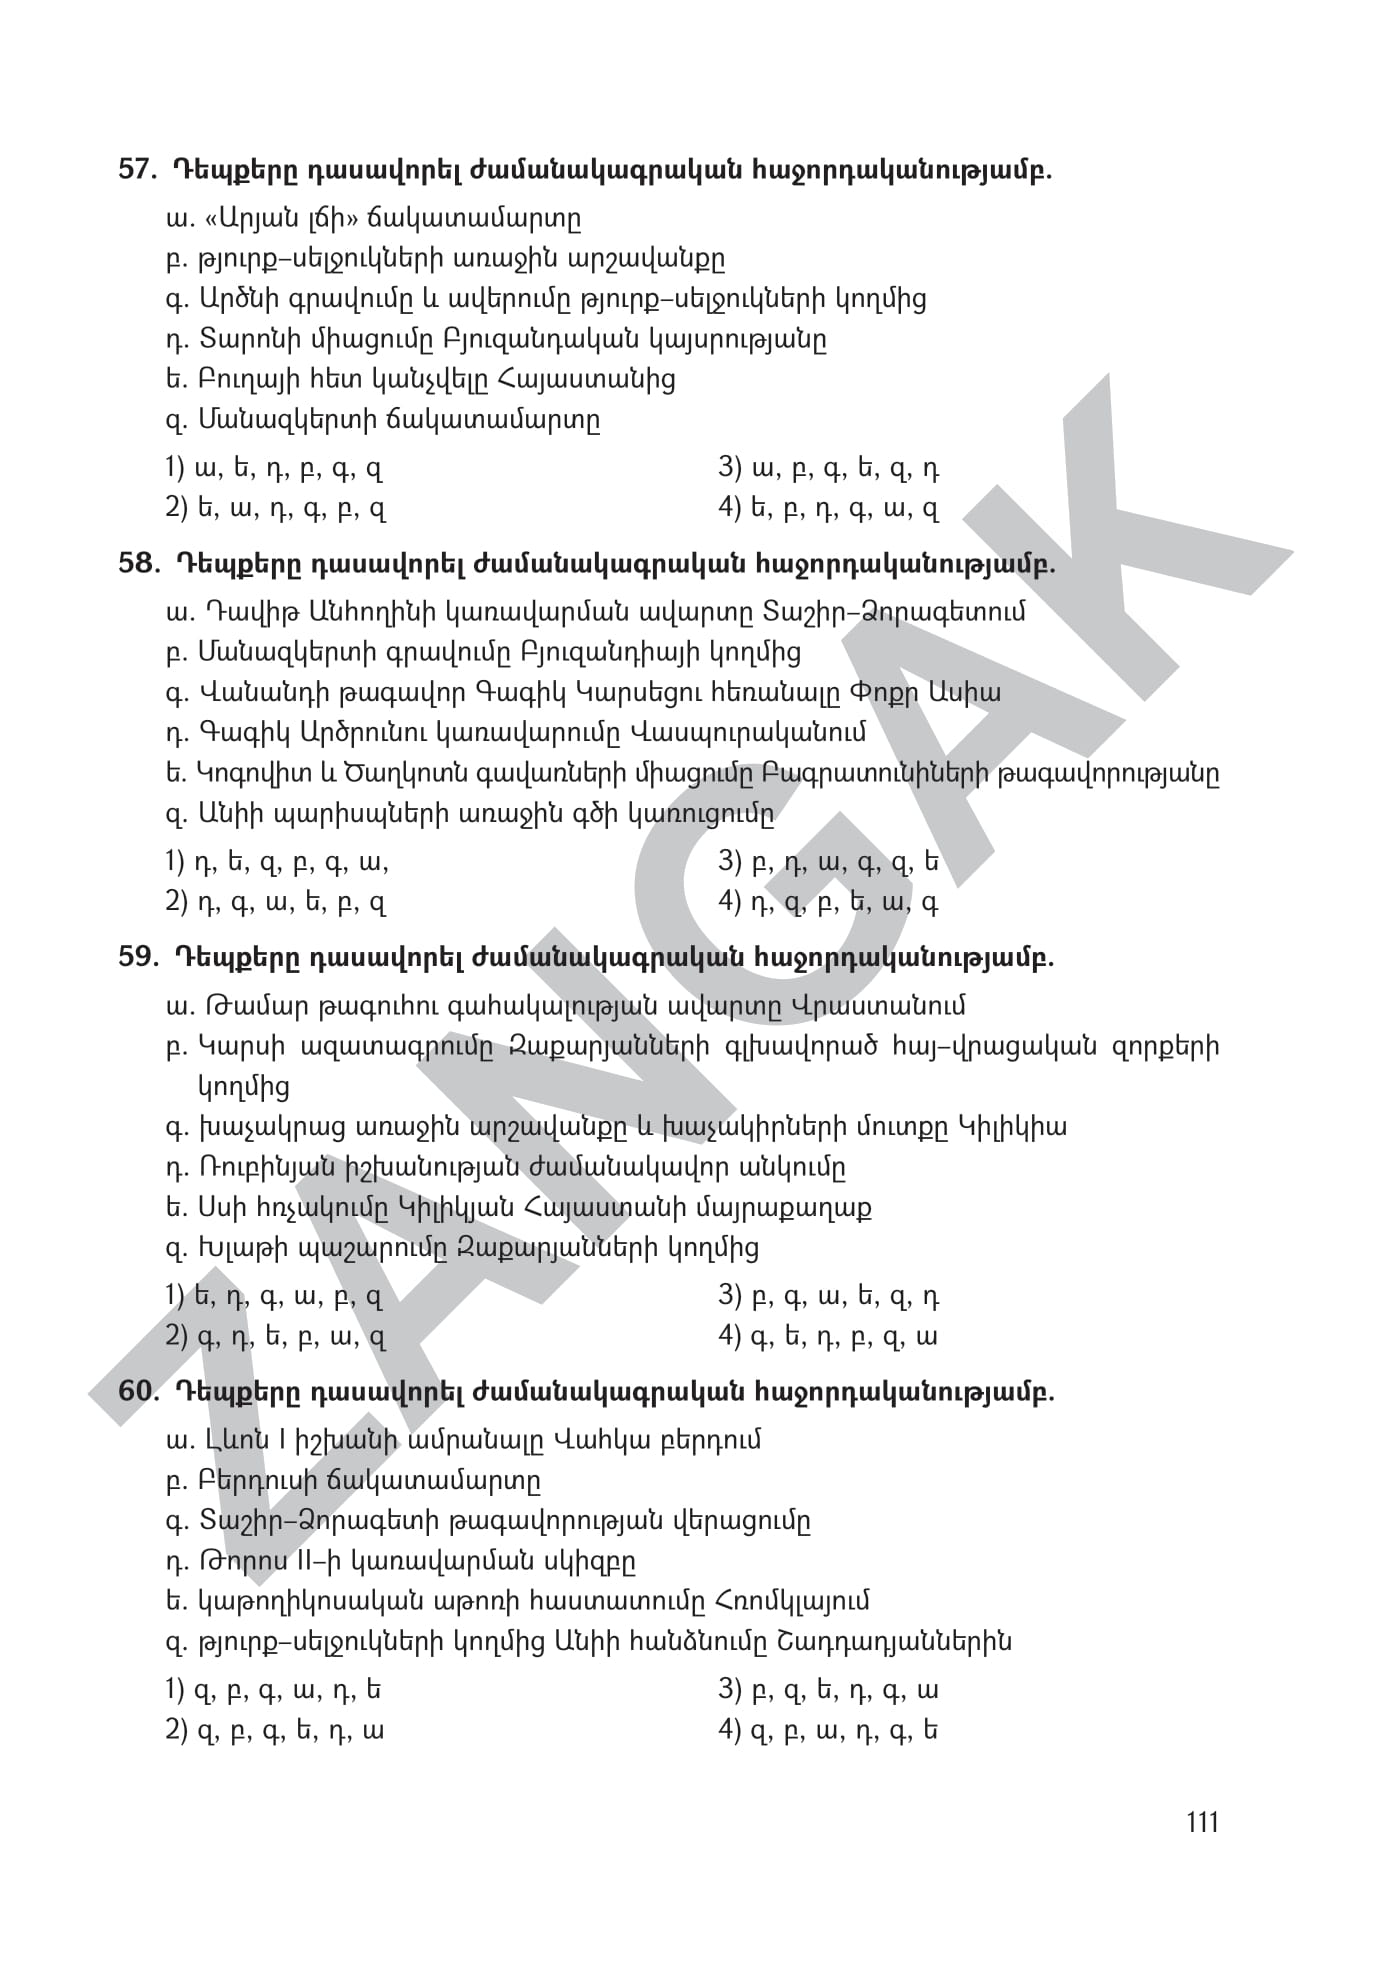 57. Դեպքերը դասավորել ժամանակագրական հաջորդականությամբ.
ա. «Արյան լճի» ճակատամարտը
բ. թյուրք–սելջուկների առաջին արշավանքը
գ. Արծնի գրավումը և ավերումը թյուրք–սելջուկների կողմից
դ. Տարոնի միացումը Բյուզանդական կայսրությանը
ե. Բուղայի հետ կանչվելը Հայաստանից
զ. Մանազկերտի ճակատամարտը
1) ա, ե, դ, բ, գ, զ 3) ա, բ, գ, ե, զ, դ
2) ե, ա, դ, գ, բ, զ 4) ե, բ, դ, գ, ա, զ
58. Դեպքերը դասավորել ժամանակագրական հաջորդականությամբ.
ա. Դավիթ Անհողինի կառավարման ավարտը Տաշիր–Ձորագետում
բ. Մանազկերտի գրավումը Բյուզանդիայի կողմից
գ. Վանանդի թագավոր Գագիկ Կարսեցու հեռանալը Փոքր Ասիա
դ. Գագիկ Արծրունու կառավարումը Վասպուրականում
ե. Կոգովիտ և Ծաղկոտն գավառների միացումը Բագրատունիների թագավորությանը
զ. Անիի պարիսպների առաջին գծի կառուցումը
1) դ, ե, զ, բ, գ, ա, 3) բ, դ, ա, գ, զ, ե
2) դ, գ, ա, ե, բ, զ 4) դ, զ, բ, ե, ա, գ
59. Դեպքերը դասավորել ժամանակագրական հաջորդականությամբ.
ա. Թամար թագուհու գահակալության ավարտը Վրաստանում
բ. Կարսի ազատագրումը Զաքարյանների գլխավորած հայ–վրացական զորքերի
կողմից
գ. խաչակրաց առաջին արշավանքը և խաչակիրների մուտքը Կիլիկիա
դ. Ռուբինյան իշխանության ժամանակավոր անկումը
ե. Սսի հռչակումը Կիլիկյան Հայաստանի մայրաքաղաք
զ. Խլաթի պաշարումը Զաքարյանների կողմից
1) ե, դ, գ, ա, բ, զ 3) բ, գ, ա, ե, զ, դ
2) գ, դ, ե, բ, ա, զ 4) գ, ե, դ, բ, զ, ա
60. Դեպքերը դասավորել ժամանակագրական հաջորդականությամբ.
ա. Լևոն I իշխանի ամրանալը Վահկա բերդում
բ. Բերդուսի ճակատամարտը
գ. Տաշիր–Ձորագետի թագավորության վերացումը
դ. Թորոս II–ի կառավարման սկիզբը
ե. կաթողիկոսական աթոռի հաստատումը Հռոմկլայում
զ. թյուրք–սելջուկների կողմից Անիի հանձնումը Շադդադյաններին
1) զ, բ, գ, ա, դ, ե 3) բ, զ, ե, դ, գ, ա
2) զ, բ, գ, ե, դ, ա 4) զ, բ, ա, դ, գ, ե
111
ZANGAK